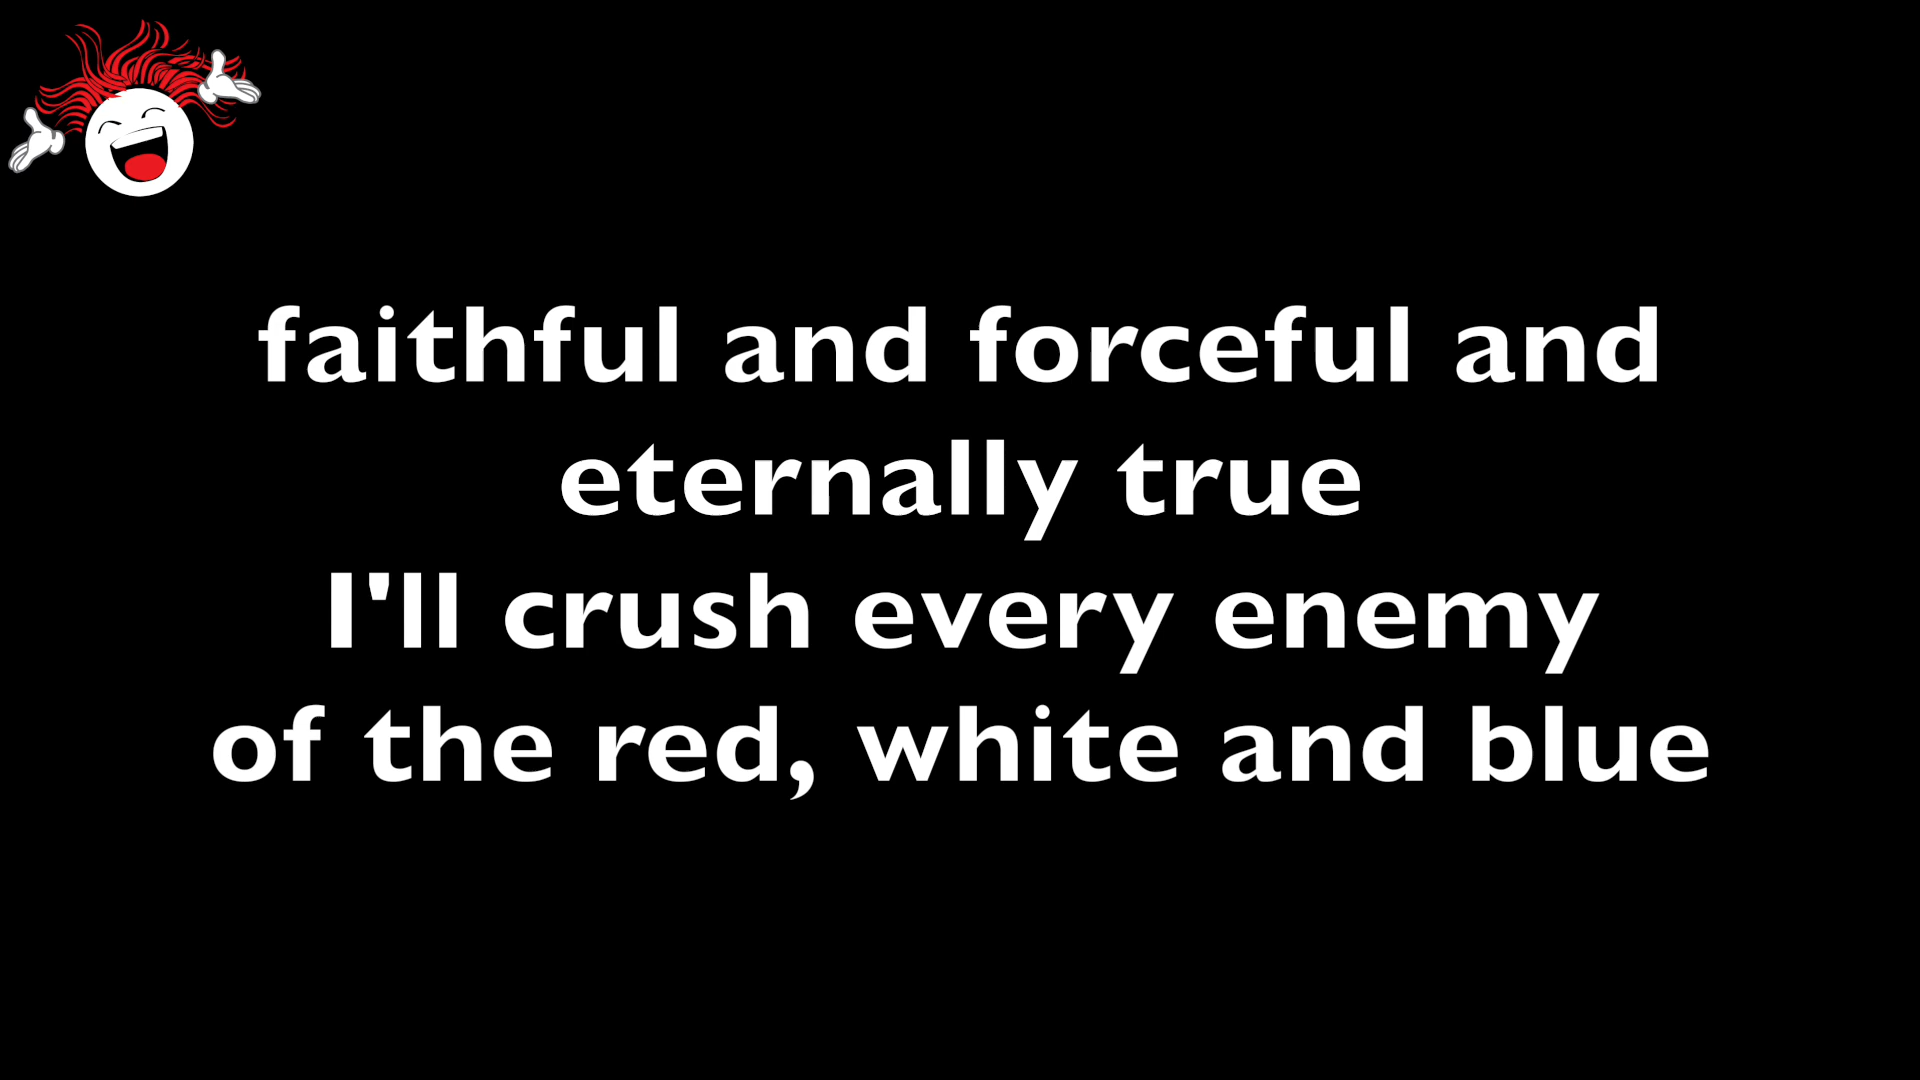 faithful and forceful and
eternally true
I'll crush every enemy
of the red, white and blue